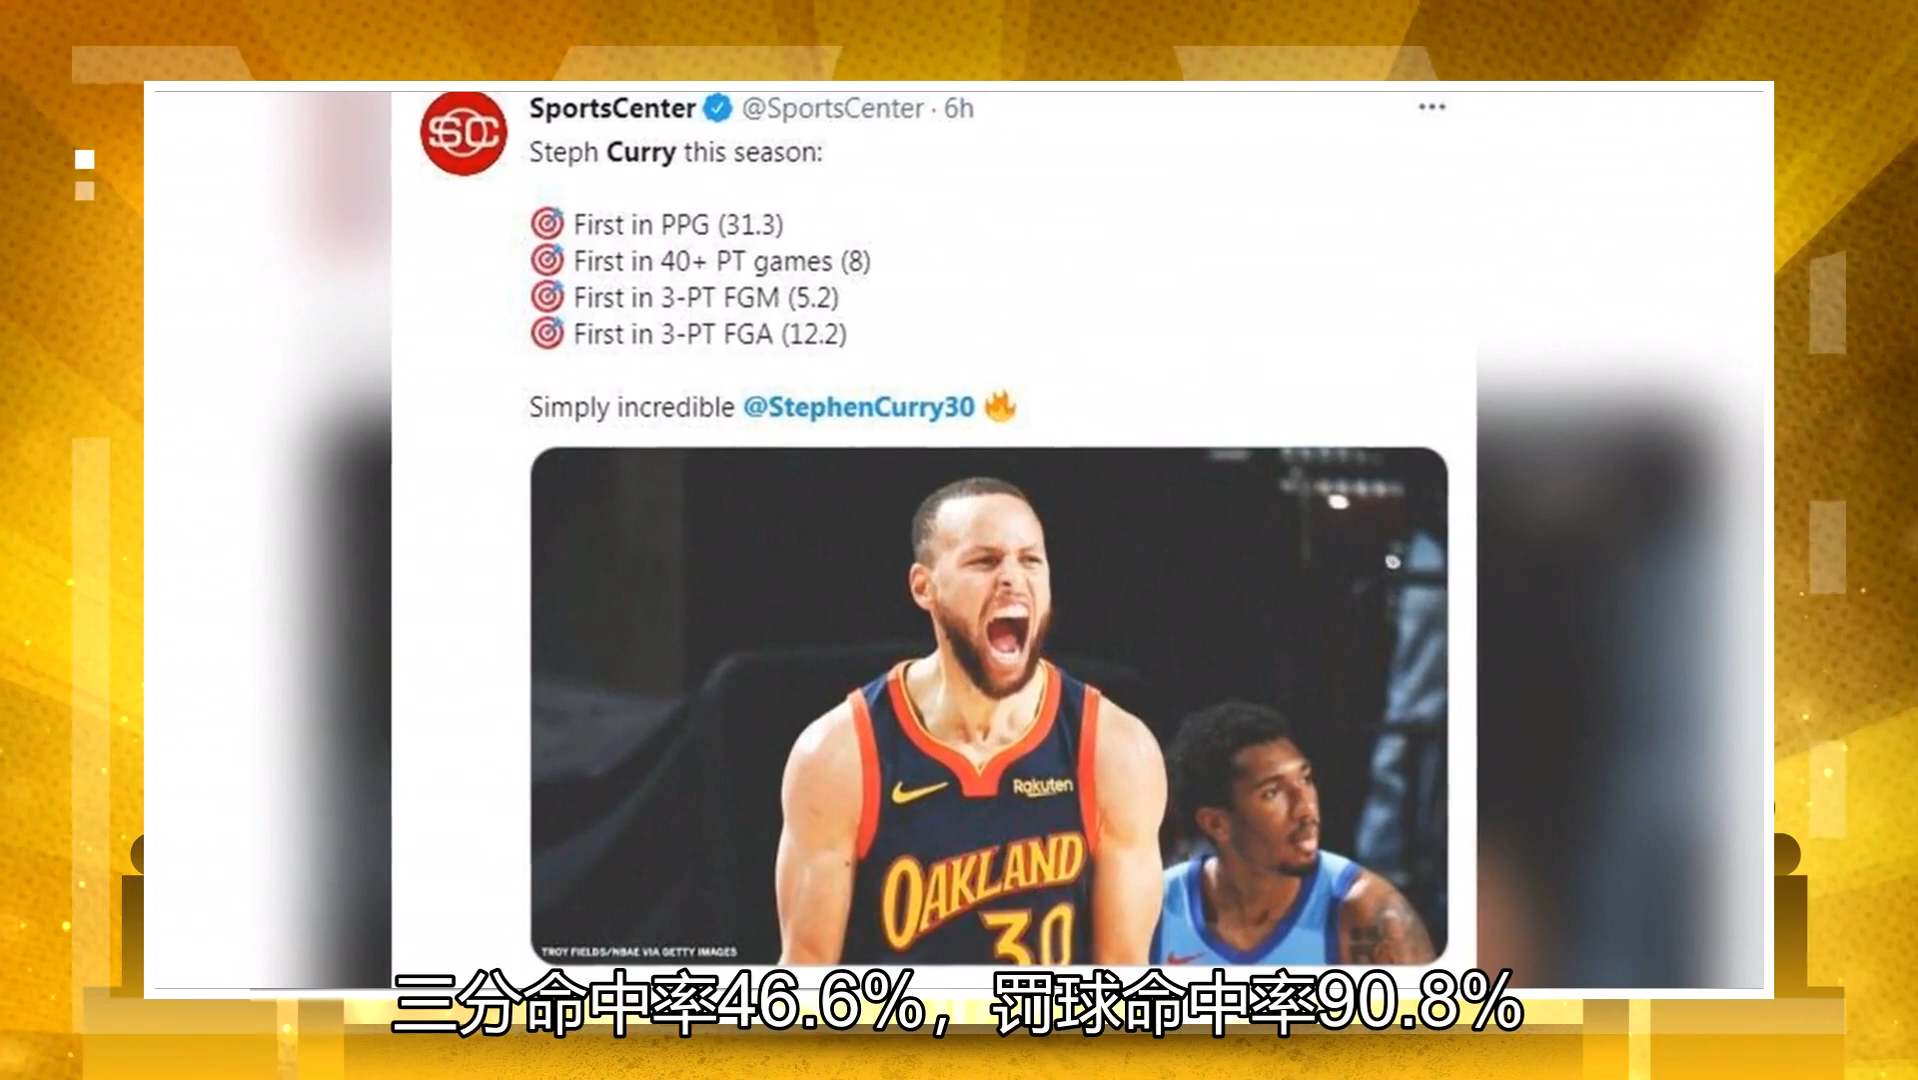 SC
SportsCenter @SportsCenter · 6h
Steph Curry this season:
First in PPG (31.3)
First in 40+ PT games (8)
First in 3-PT FGM (5.2)
First in 3-PT FGA (12.2)
Simply incredible @StephenCurry30
Rakuten
OAKLAND
30
TROY FIELDS/NBAE VIA GETTY IMAGES
三分命中率46.6%，罚球命中率90.8%